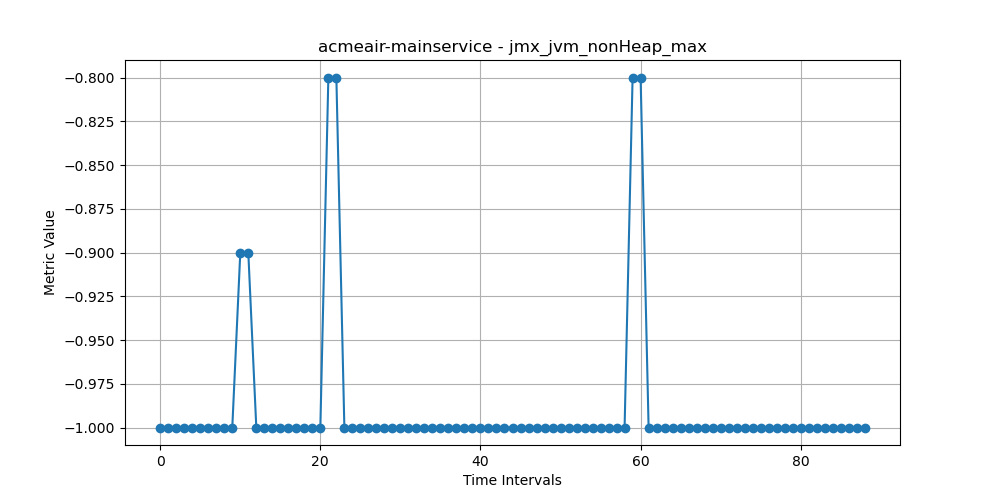 acmeair-mainservice - jmx_jvm_nonHeap_max
−0.800
−0.825
−0.850
−0.875
−0.900
−0.925
−0.950
−0.975
−1.000
Metric Value
0 20 40 60 80
Time Intervals